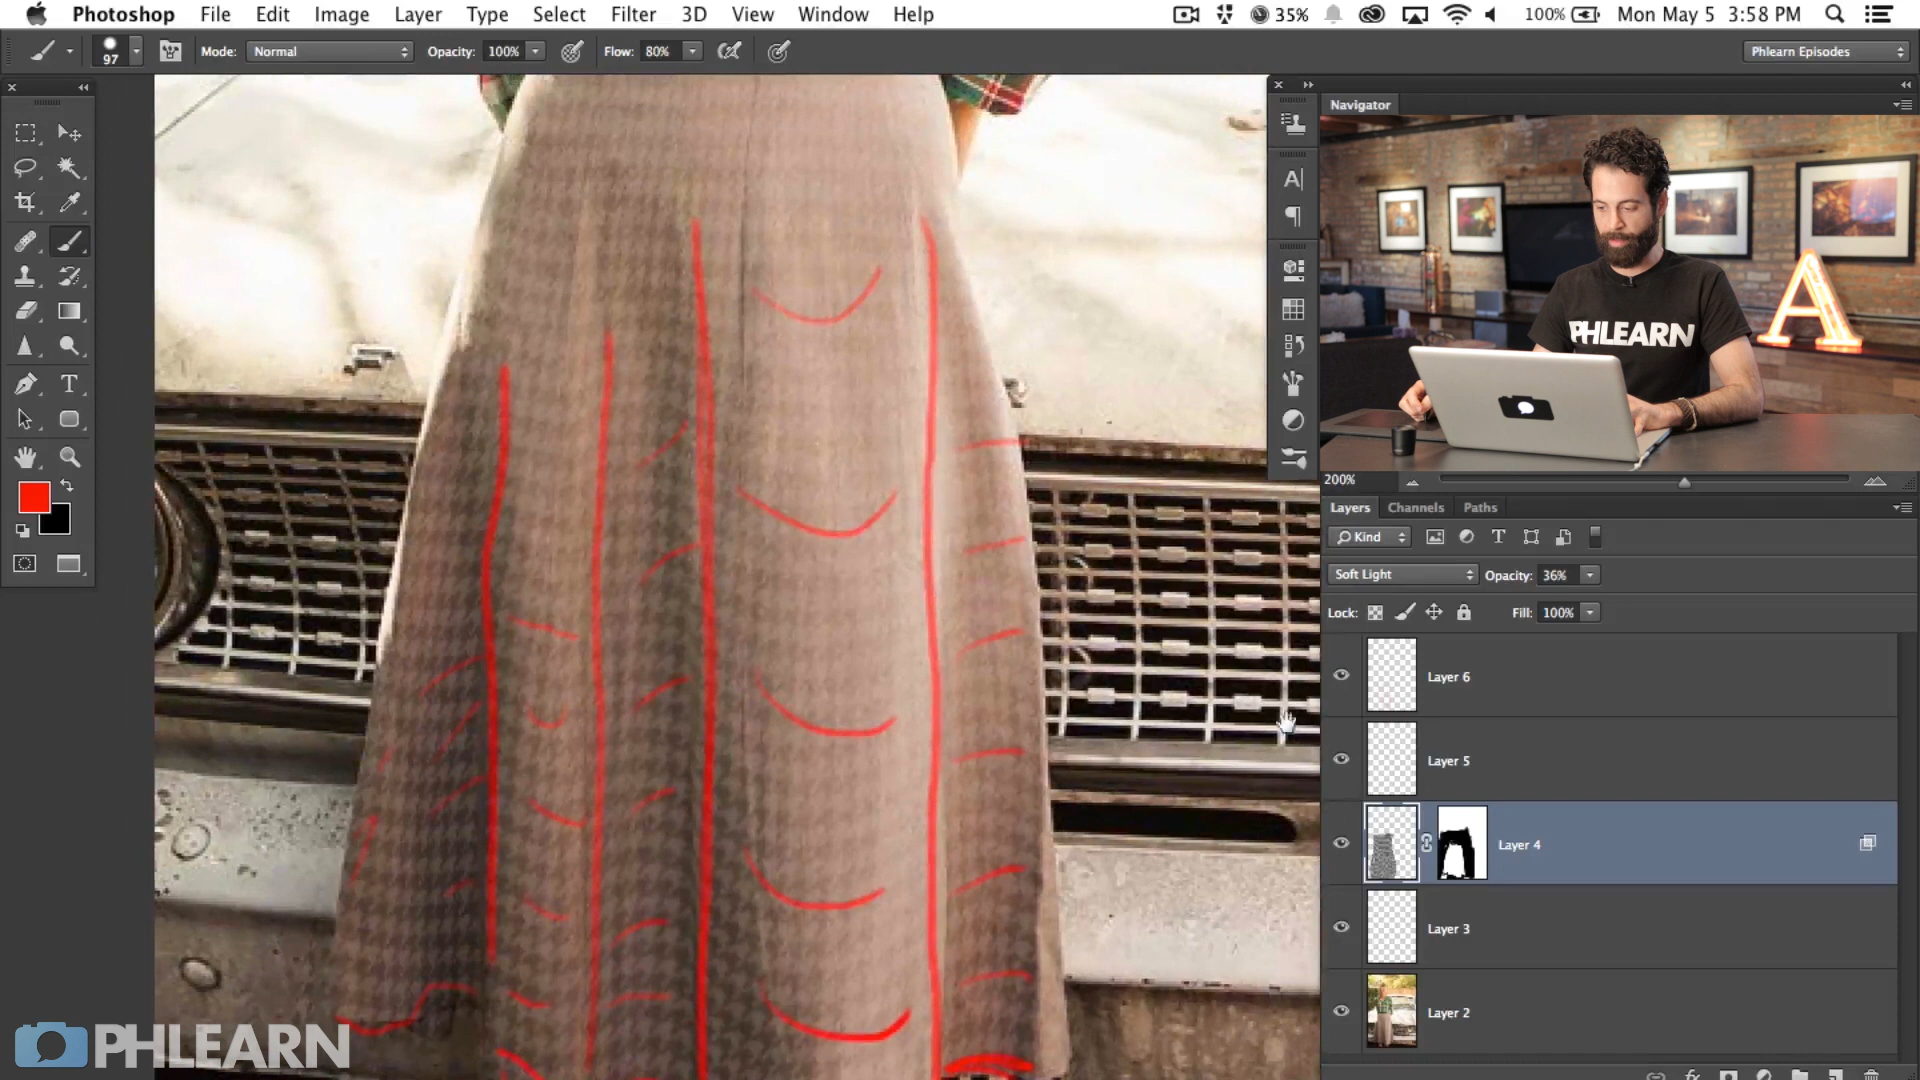 Photoshop File Edit Image Layer Type Select Filter 3D View Window Help 35% 100% Mon May 5 3:58 PM
97 Mode: Normal Opacity: 100% Flow: 80% Phlearn Episodes
Navigator
PHLEARN
A
200%
Layers Channels Paths
Kind
Soft Light Opacity: 36%
Lock: Fill: 100%
Layer 6
Layer 5
Layer 4
Layer 3
Layer 2
PHLEARN